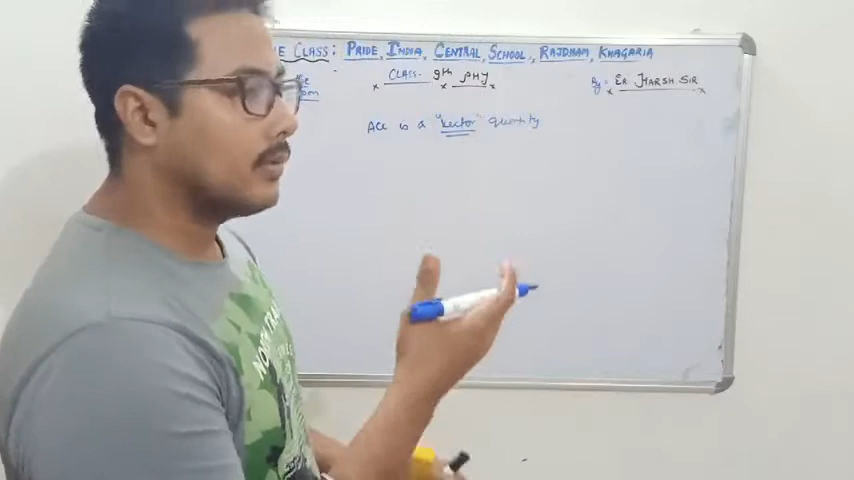 CLASS: PRIDE INDIA CENTRAL SCHOOL, RAJDHAM, KHAGARIA
CLASS- 9th PHY
By: ER HARSH SIR
Acc is a "vector" quantity